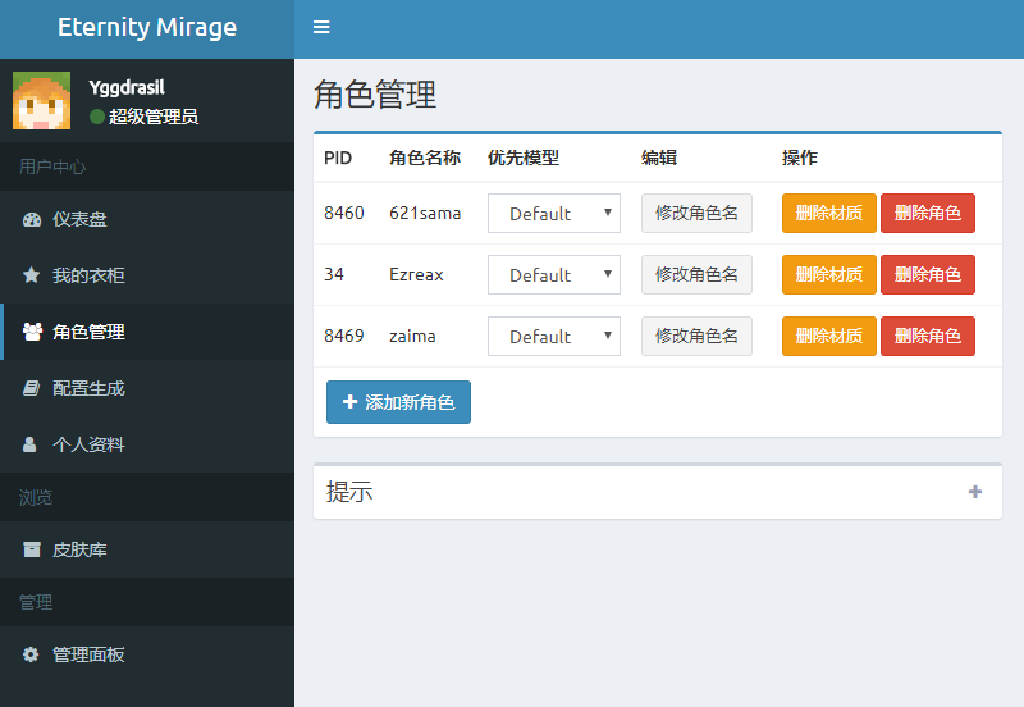 Eternity Mirage
Yggdrasil
超级管理员
用户中心
仪表盘
我的衣柜
角色管理
配置生成
个人资料
浏览
皮肤库
管理
管理面板
角色管理
PID 角色名称 优先模型 编辑 操作
8460 621sama Default 修改角色名 删除材质 删除角色
34 Ezreax Default 修改角色名 删除材质 删除角色
8469 zaima Default 修改角色名 删除材质 删除角色
添加新角色
提示